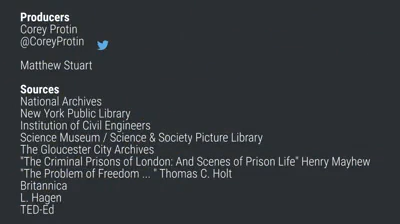 Producers
Corey Protin
@CoreyProtin
Matthew Stuart
Sources
National Archives
New York Public Library
Institution of Civil Engineers
Science Museum / Science & Society Picture Library
The Gloucester City Archives
"The Criminal Prisons of London: And Scenes of Prison Life" Henry Mayhew
"The Problem of Freedom ... " Thomas C. Holt
Britannica
L. Hagen
TED-Ed